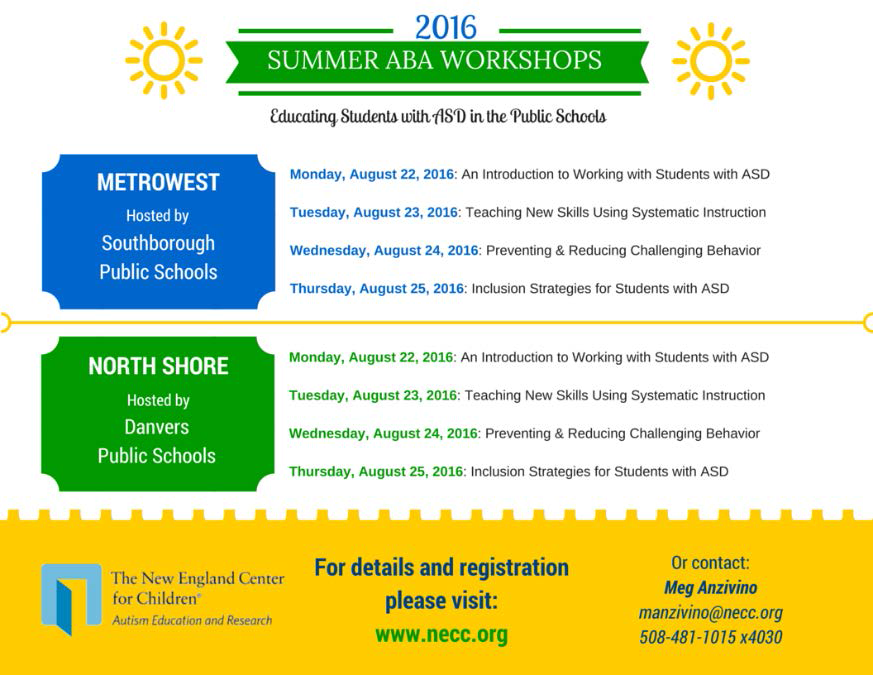 2016
SUMMER ABA WORKSHOPS
Educating Students with ASD in the Public Schools
METROWEST
Hosted by
Southborough
Public Schools
Monday, August 22, 2016: An Introduction to Working with Students with ASD
Tuesday, August 23, 2016: Teaching New Skills Using Systematic Instruction
Wednesday, August 24, 2016: Preventing & Reducing Challenging Behavior
Thursday, August 25, 2016: Inclusion Strategies for Students with ASD
NORTH SHORE
Hosted by
Danvers
Public Schools
Monday, August 22, 2016: An Introduction to Working with Students with ASD
Tuesday, August 23, 2016: Teaching New Skills Using Systematic Instruction
Wednesday, August 24, 2016: Preventing & Reducing Challenging Behavior
Thursday, August 25, 2016: Inclusion Strategies for Students with ASD
The New England Center
for Children®
Autism Education and Research
For details and registration
please visit:
www.necc.org
Or contact:
Meg Anzivino
manzivino@necc.org
508-481-1015 x4030